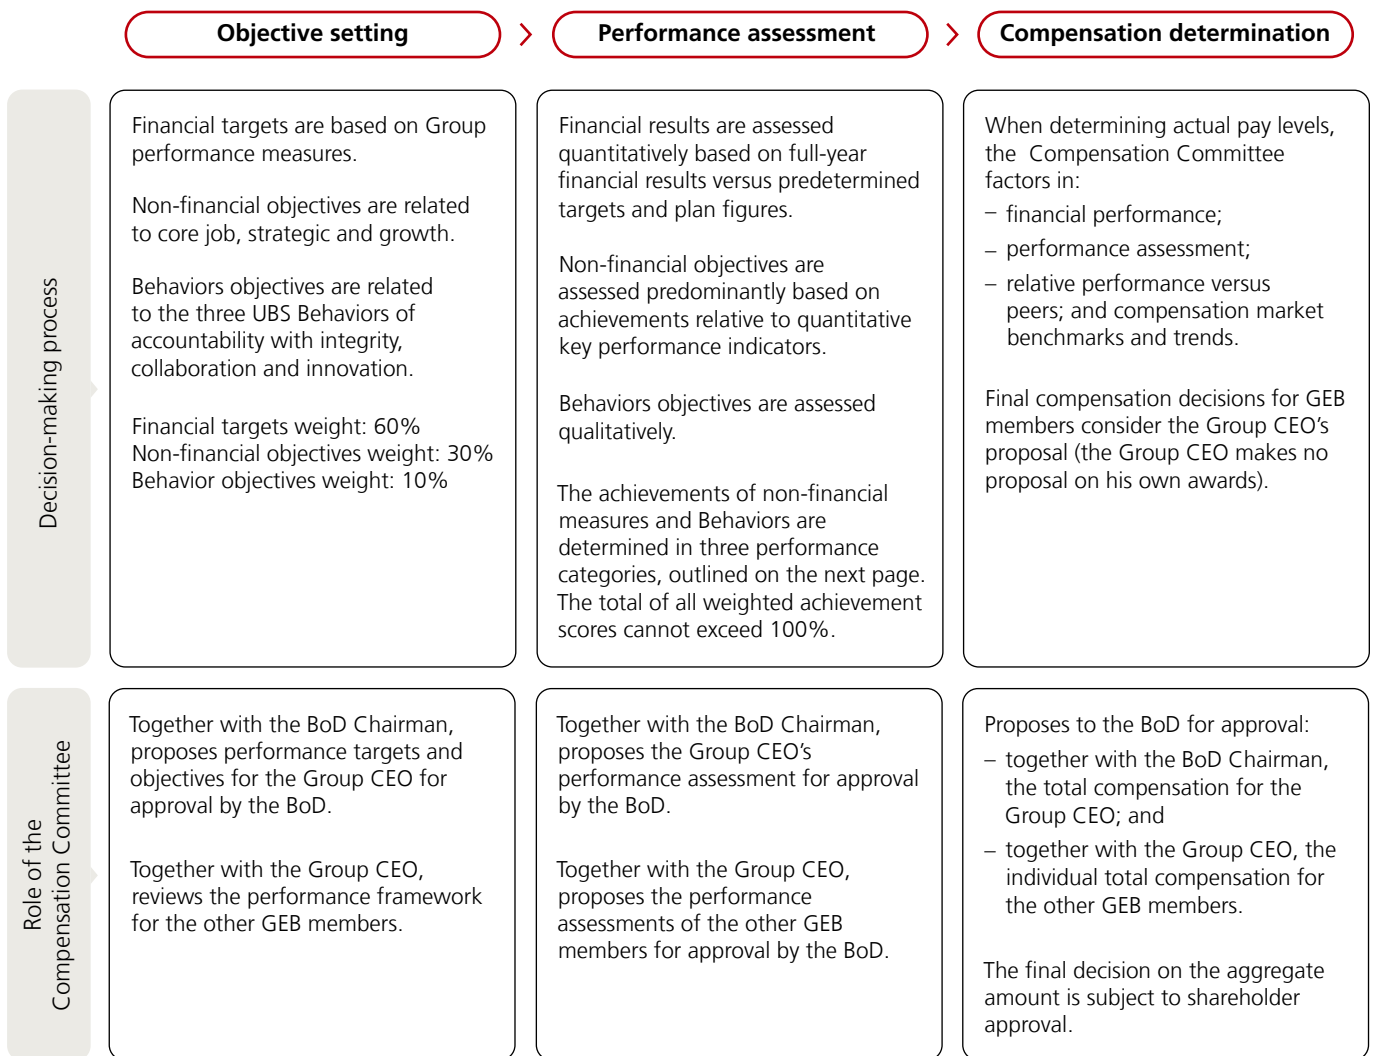 Objective setting
Performance assessment
Compensation determination
Decision-making process
Financial targets are based on Group
performance measures.
Non-financial objectives are related
to core job, strategic and growth.
Behaviors objectives are related
to the three UBS Behaviors of
accountability with integrity,
collaboration and innovation.
Financial targets weight: 60%
Non-financial objectives weight: 30%
Behavior objectives weight: 10%
Financial results are assessed
quantitatively based on full-year
financial results versus predetermined
targets and plan figures.
Non-financial objectives are
assessed predominantly based on
achievements relative to quantitative
key performance indicators.
Behaviors objectives are assessed
qualitatively.
The achievements of non-financial
measures and Behaviors are
determined in three performance
categories, outlined on the next page.
The total of all weighted achievement
scores cannot exceed 100%.
When determining actual pay levels,
the Compensation Committee
factors in:
– financial performance;
– performance assessment;
– relative performance versus
peers; and compensation market
benchmarks and trends.
Final compensation decisions for GEB
members consider the Group CEO’s
proposal (the Group CEO makes no
proposal on his own awards).
Role of the
Compensation Committee
Together with the BoD Chairman,
proposes performance targets and
objectives for the Group CEO for
approval by the BoD.
Together with the Group CEO,
reviews the performance framework
for the other GEB members.
Together with the BoD Chairman,
proposes the Group CEO’s
performance assessment for approval
by the BoD.
Together with the Group CEO,
proposes the performance
assessments of the other GEB
members for approval by the BoD.
Proposes to the BoD for approval:
– together with the BoD Chairman,
the total compensation for the
Group CEO; and
– together with the Group CEO, the
individual total compensation for
the other GEB members.
The final decision on the aggregate
amount is subject to shareholder
approval.